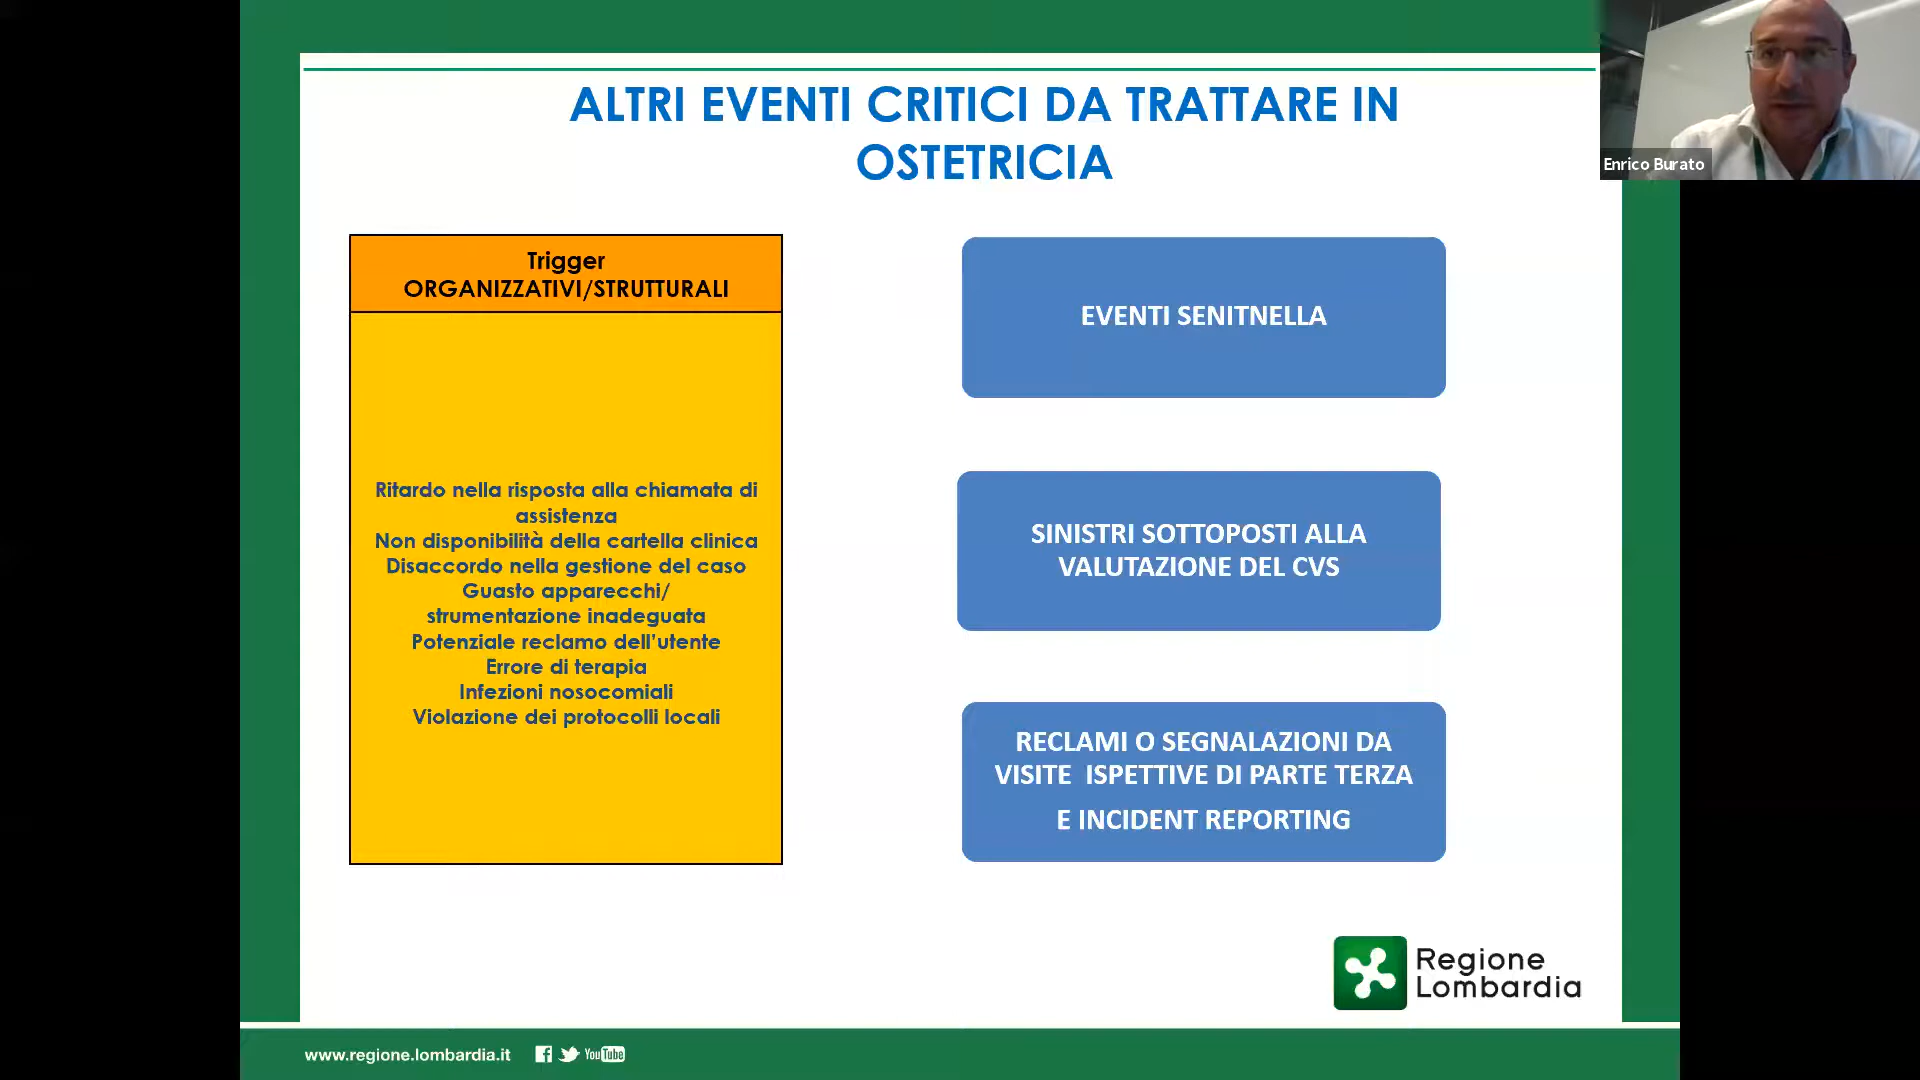 ALTRI EVENTI CRITICI DA TRATTARE IN
OSTETRICIA
Enrico Burato
Trigger
ORGANIZZATIVI/STRUTTURALI
Ritardo nella risposta alla chiamata di
assistenza
Non disponibilità della cartella clinica
Disaccordo nella gestione del caso
Guasto apparecchi/
strumentazione inadeguata
Potenziale reclamo dell'utente
Errore di terapia
Infezioni nosocomiali
Violazione dei protocolli locali
EVENTI SENITNELLA
SINISTRI SOTTOPOSTI ALLA
VALUTAZIONE DEL CVS
RECLAMI O SEGNALAZIONI DA
VISITE ISPETTIVE DI PARTE TERZA
E INCIDENT REPORTING
Regione
Lombardia
www.regione.lombardia.it
YouTube